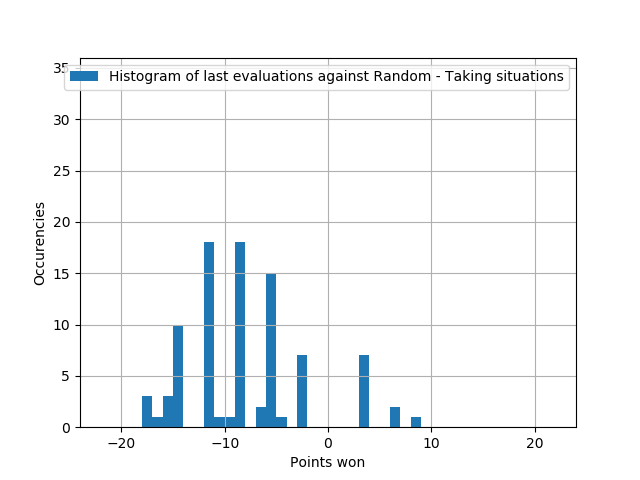 Histogram of last evaluations against Random - Taking situations
35
30
25
20
15
10
5
0
Occurencies
−20 −10 0 10 20
Points won